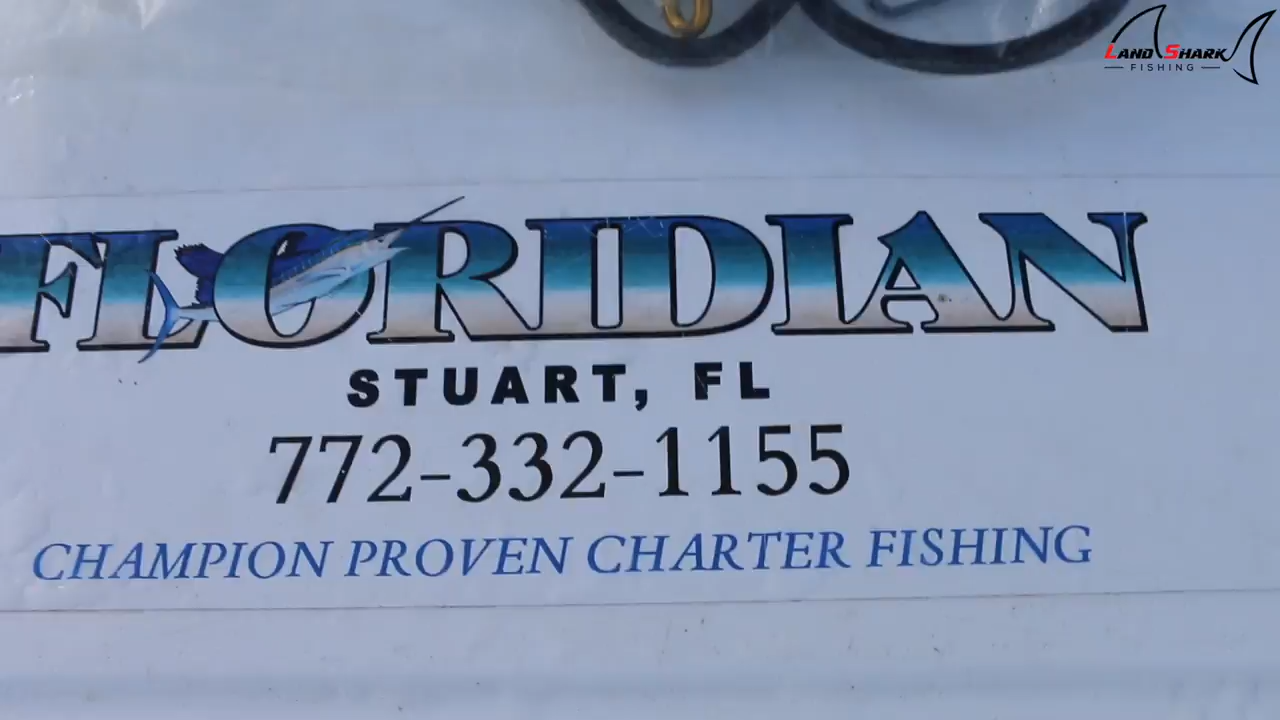 LAND SHARK
FISHING
FLORIDIAN
STUART, FL
772-332-1155
CHAMPION PROVEN CHARTER FISHING